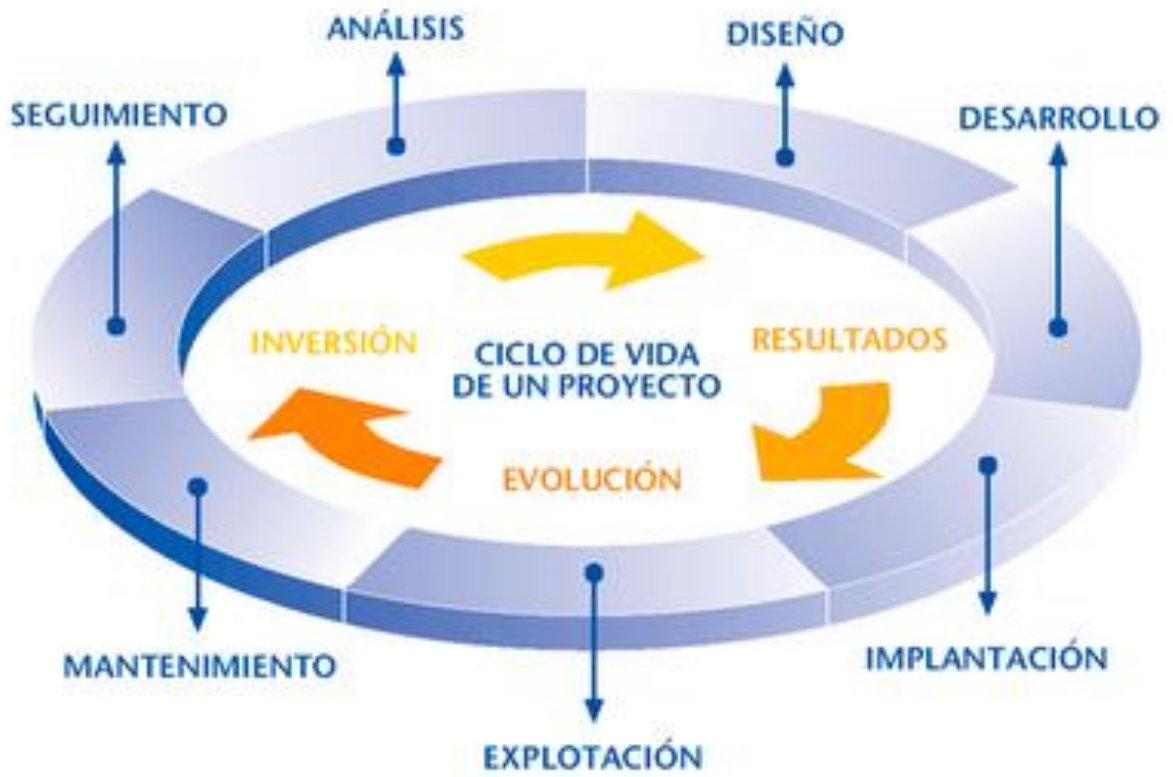 ANÁLISIS
DISEÑO
SEGUIMIENTO
DESARROLLO
INVERSIÓN
CICLO DE VIDA
DE UN PROYECTO
RESULTADOS
EVOLUCIÓN
MANTENIMIENTO
IMPLANTACIÓN
EXPLOTACIÓN